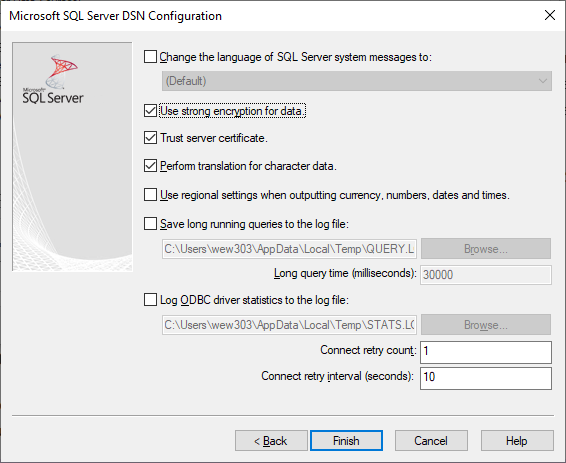 Microsoft SQL Server DSN Configuration
Microsoft
SQL Server
Change the language of SQL Server system messages to:
(Default)
Use strong encryption for data.
Trust server certificate.
Perform translation for character data.
Use regional settings when outputting currency, numbers, dates and times.
Save long running queries to the log file:
C:\Users\wew303\AppData\Local\Temp\QUERY.L Browse...
Long query time (milliseconds): 30000
Log ODBC driver statistics to the log file:
C:\Users\wew303\AppData\Local\Temp\STATS.LO Browse...
Connect retry count: 1
Connect retry interval (seconds): 10
< Back Finish Cancel Help